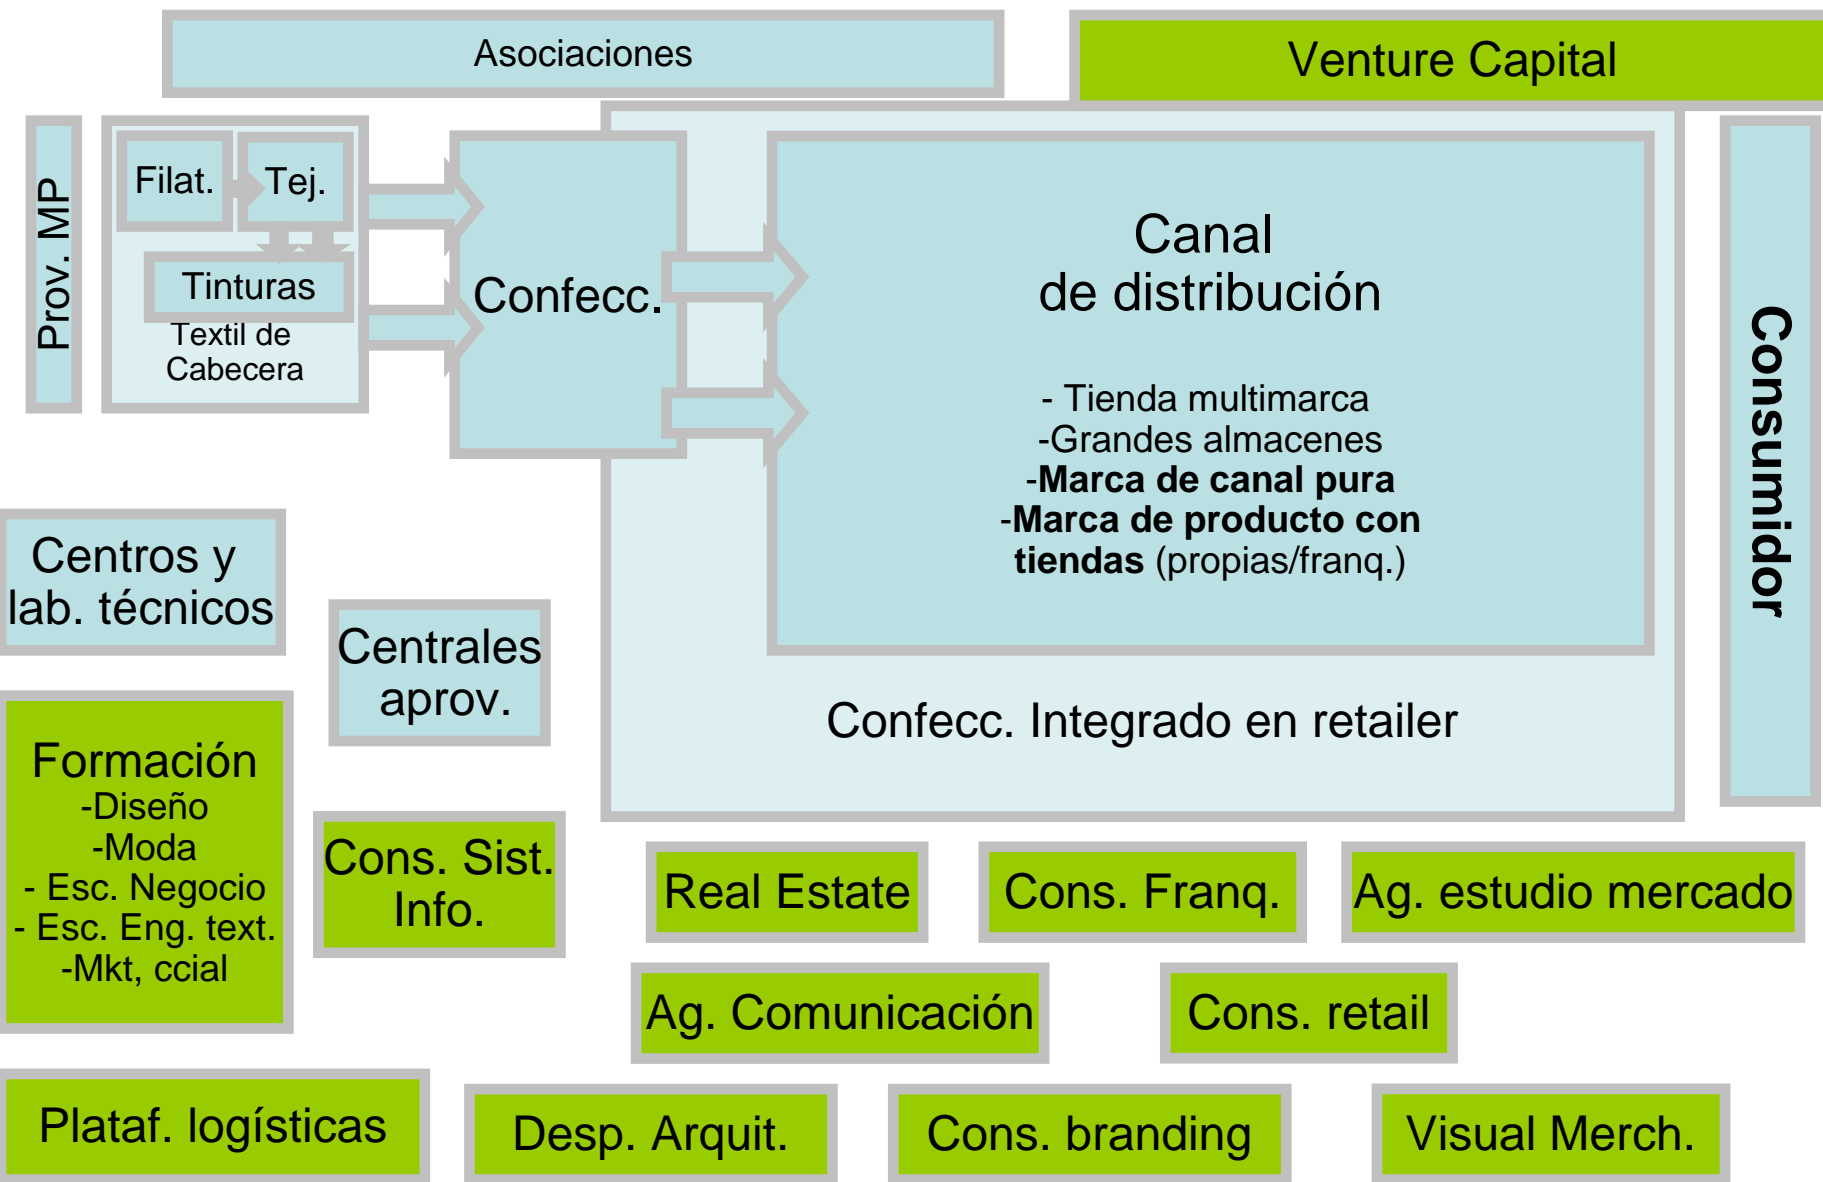 Asociaciones
Venture Capital
Prov. MP
Filat.
Tej.
Tinturas
Textil de
Cabecera
Confecc.
Canal
de distribución
- Tienda multimarca
-Grandes almacenes
-Marca de canal pura
-Marca de producto con
tiendas (propias/franq.)
Confecc. Integrado en retailer
Consumidor
Centros y
lab. técnicos
Centrales
aprov.
Formación
-Diseño
-Moda
- Esc. Negocio
- Esc. Eng. text.
-Mkt, ccial
Cons. Sist.
Info.
Real Estate
Cons. Franq.
Ag. estudio mercado
Ag. Comunicación
Cons. retail
Plataf. logísticas
Desp. Arquit.
Cons. branding
Visual Merch.